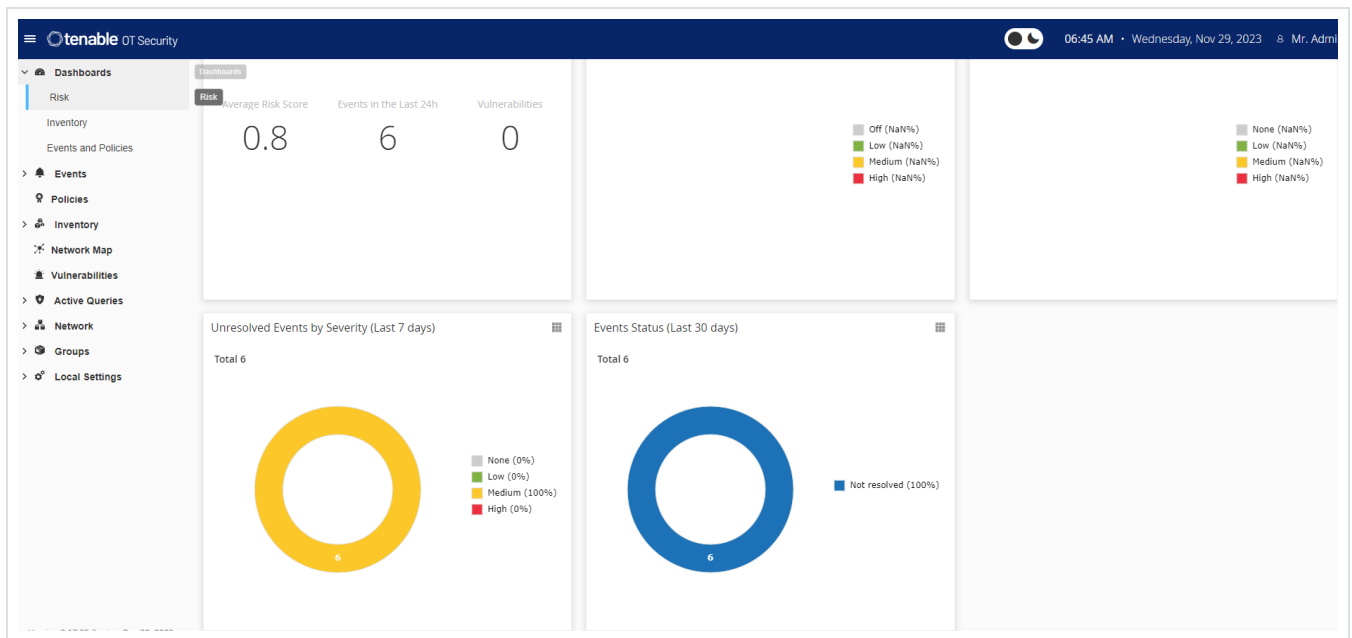 tenable OT Security
06:45 AM • Wednesday, Nov 29, 2023 Mr. Admi
Dashboards
Risk
Inventory
Events and Policies
Events
Policies
Inventory
Network Map
Vulnerabilities
Active Queries
Network
Groups
Local Settings
Dashboards
Risk
Average Risk Score
0.8
Events in the Last 24h
6
Vulnerabilities
0
Off (NaN%)
Low (NaN%)
Medium (NaN%)
High (NaN%)
None (NaN%)
Low (NaN%)
Medium (NaN%)
High (NaN%)
Unresolved Events by Severity (Last 7 days)
Total 6
6
None (0%)
Low (0%)
Medium (100%)
High (0%)
Events Status (Last 30 days)
Total 6
6
Not resolved (100%)